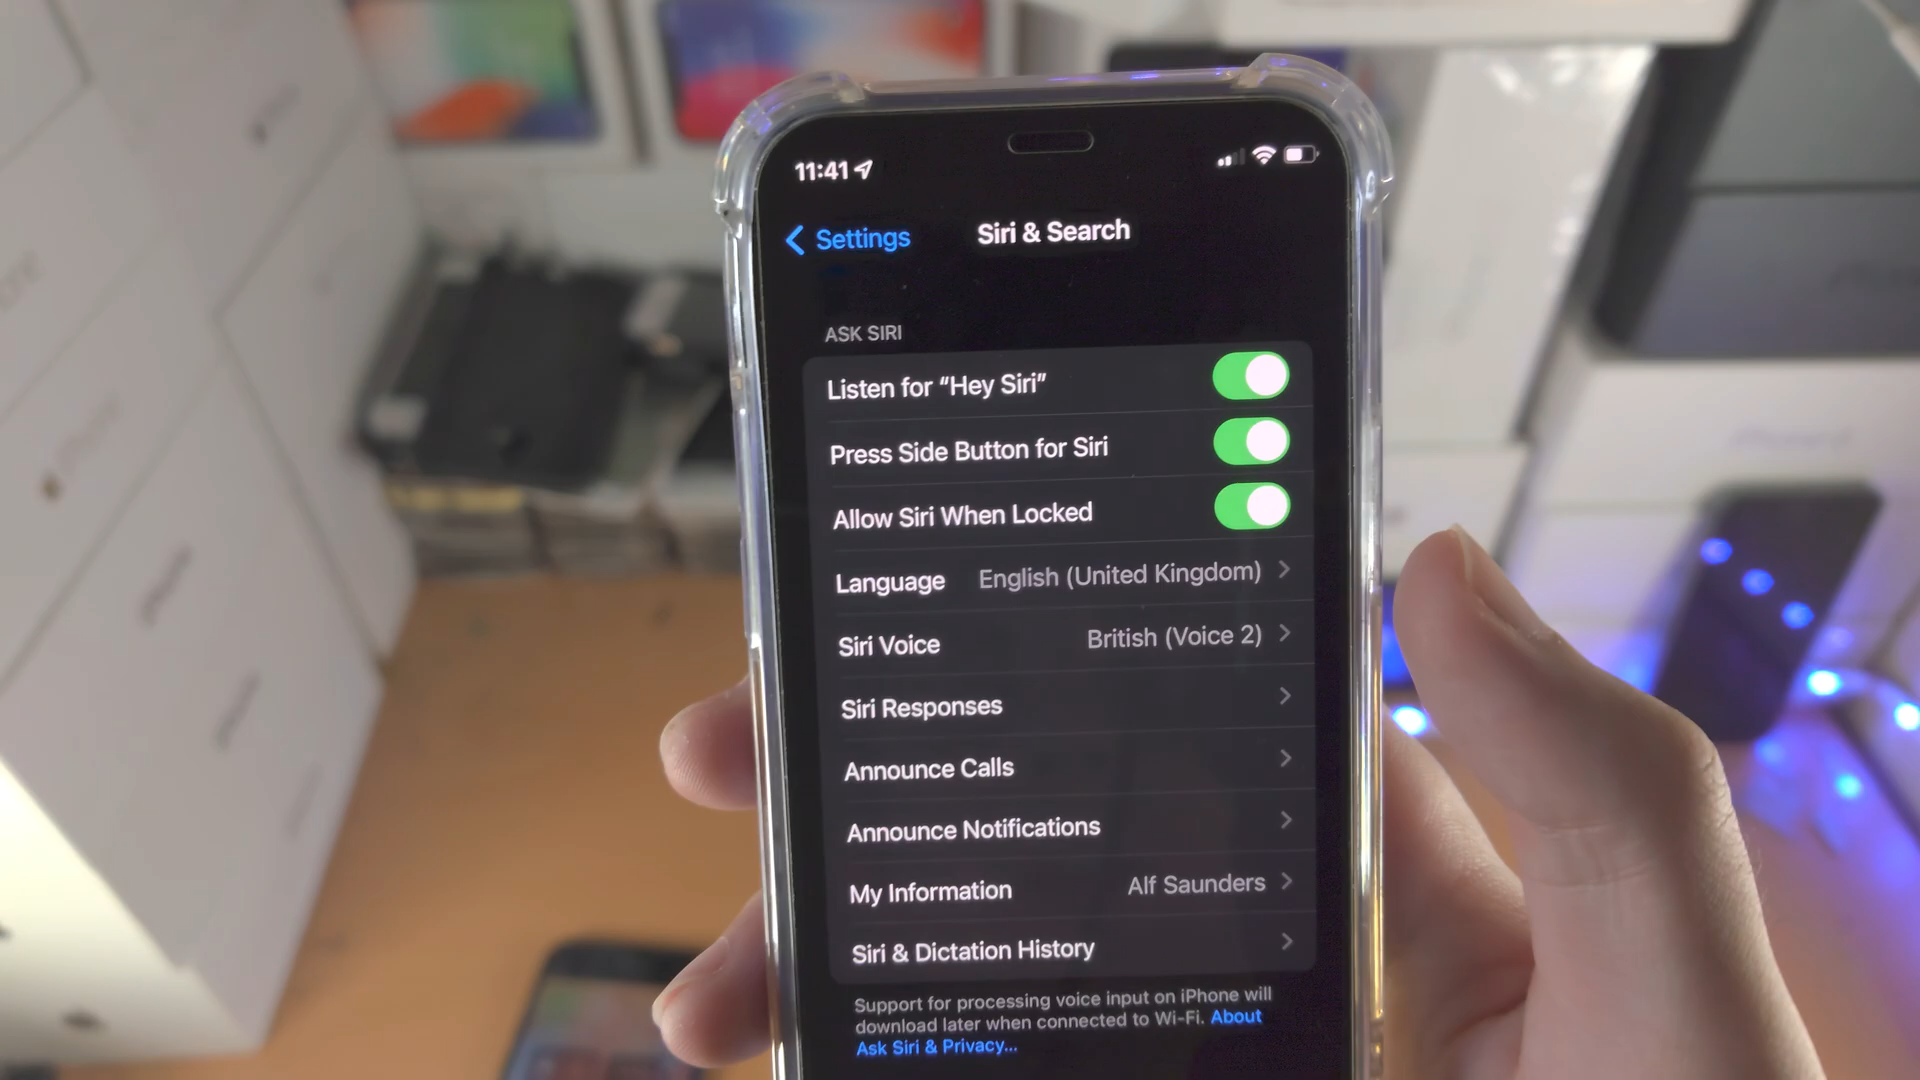 11:41
Settings
Siri & Search
ASK SIRI
Listen for “Hey Siri”
Press Side Button for Siri
Allow Siri When Locked
Language English (United Kingdom)
Siri Voice British (Voice 2)
Siri Responses
Announce Calls
Announce Notifications
My Information Alf Saunders
Siri & Dictation History
Support for processing voice input on iPhone will
download later when connected to Wi-Fi. About
Ask Siri & Privacy...